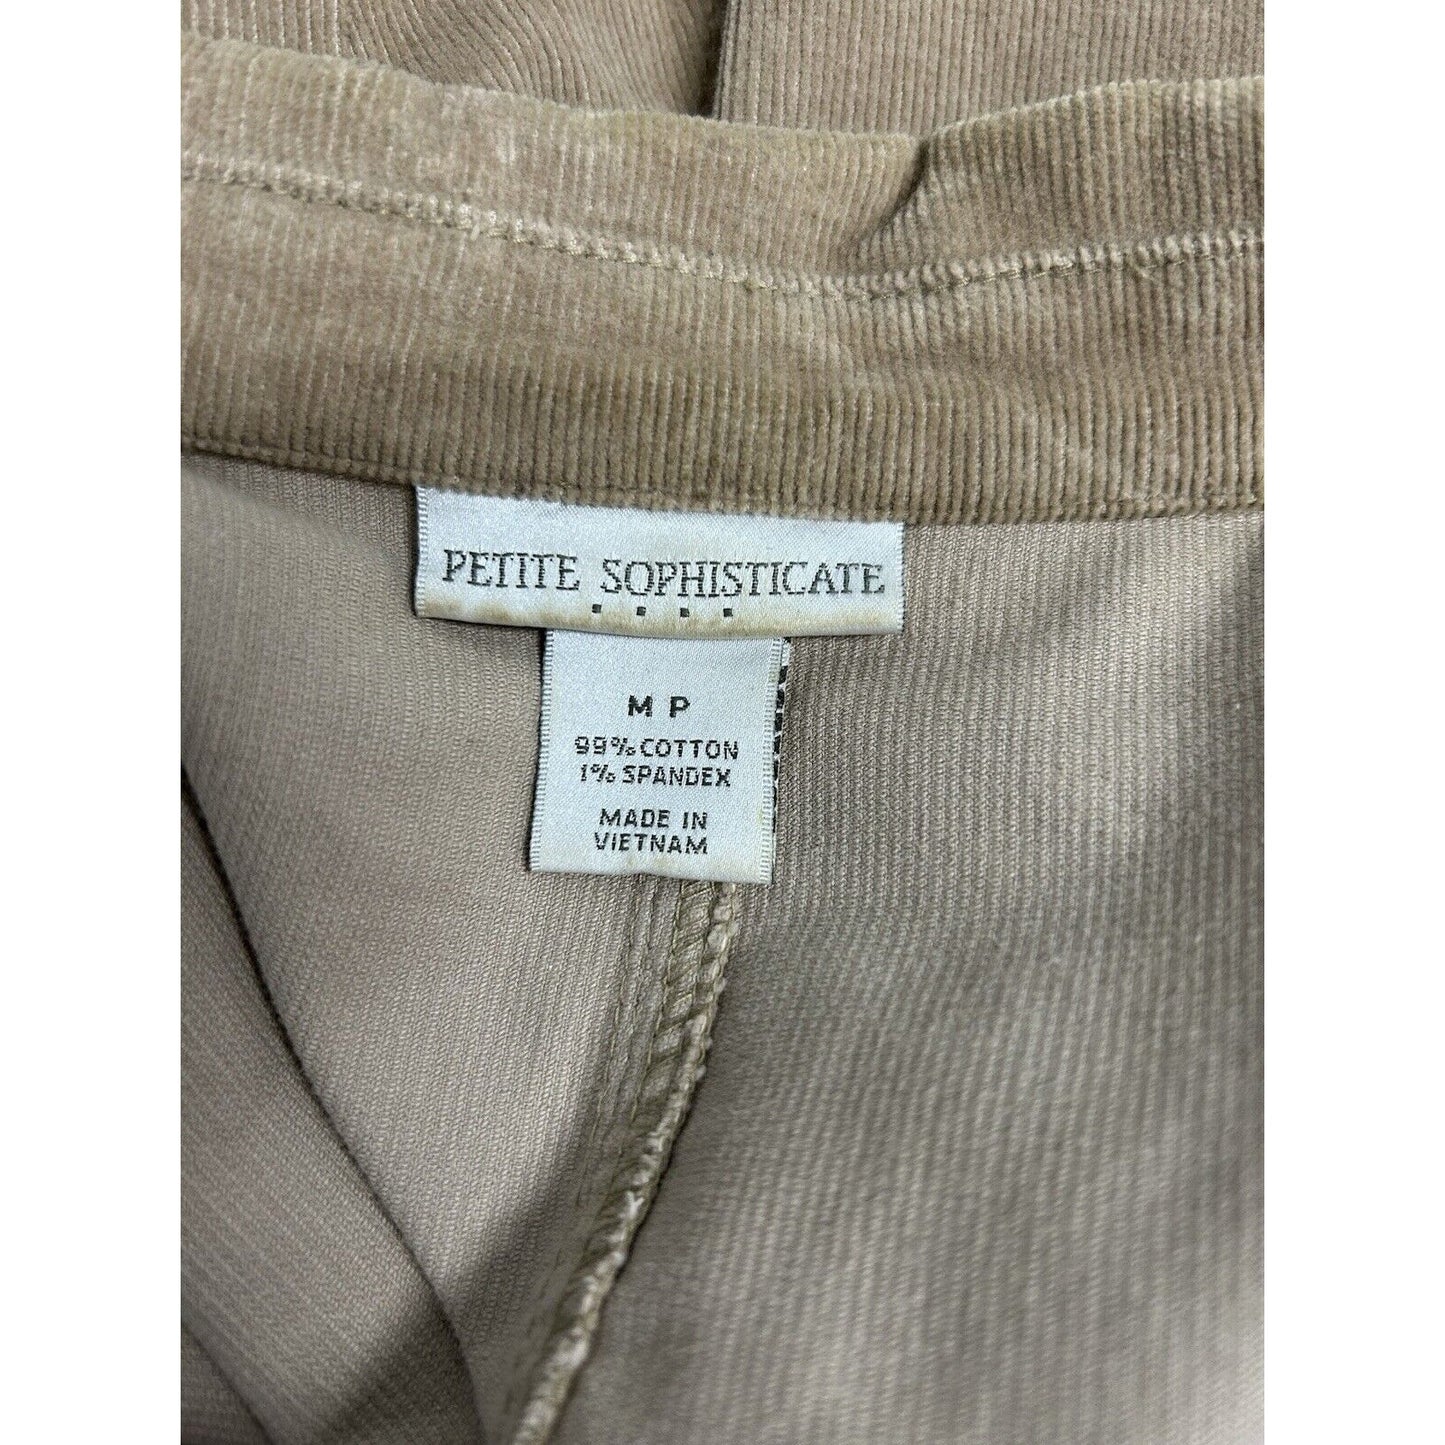 PETITE SOPHISTICATE
M P
99% COTTON
1% SPANDEX
MADE IN
VIETNAM